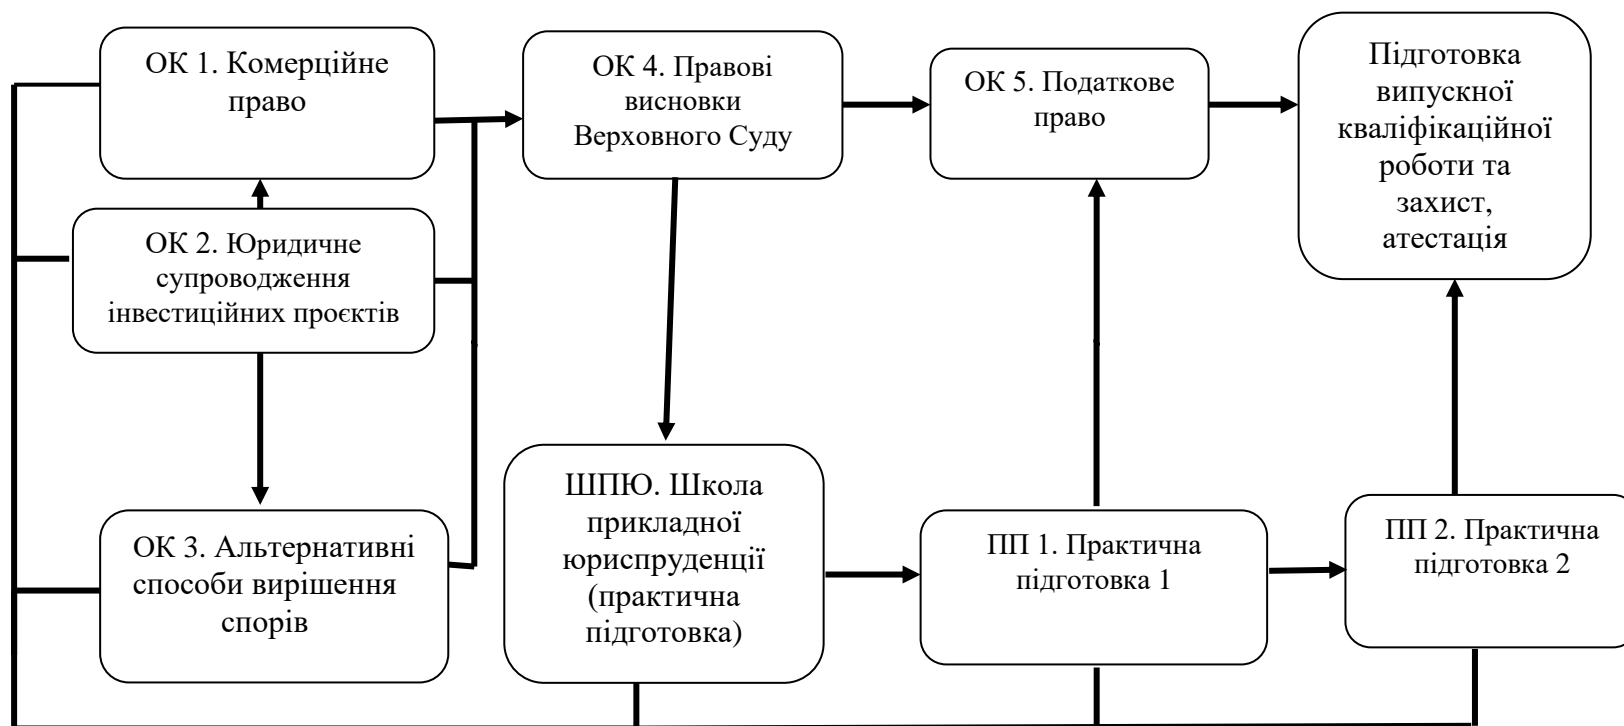 ОК 1. Комерційне
право
ОК 2. Юридичне
супроводження
інвестиційних проєктів
ОК 3. Альтернативні
способи вирішення
спорів
ОК 4. Правові
висновки
Верховного Суду
ШПЮ. Школа
прикладної
юриспруденції
(практична
підготовка)
ОК 5. Податкове
право
ПП 1. Практична
підготовка 1
Підготовка
випускної
кваліфікаційної
роботи та
захист,
атестація
ПП 2. Практична
підготовка 2